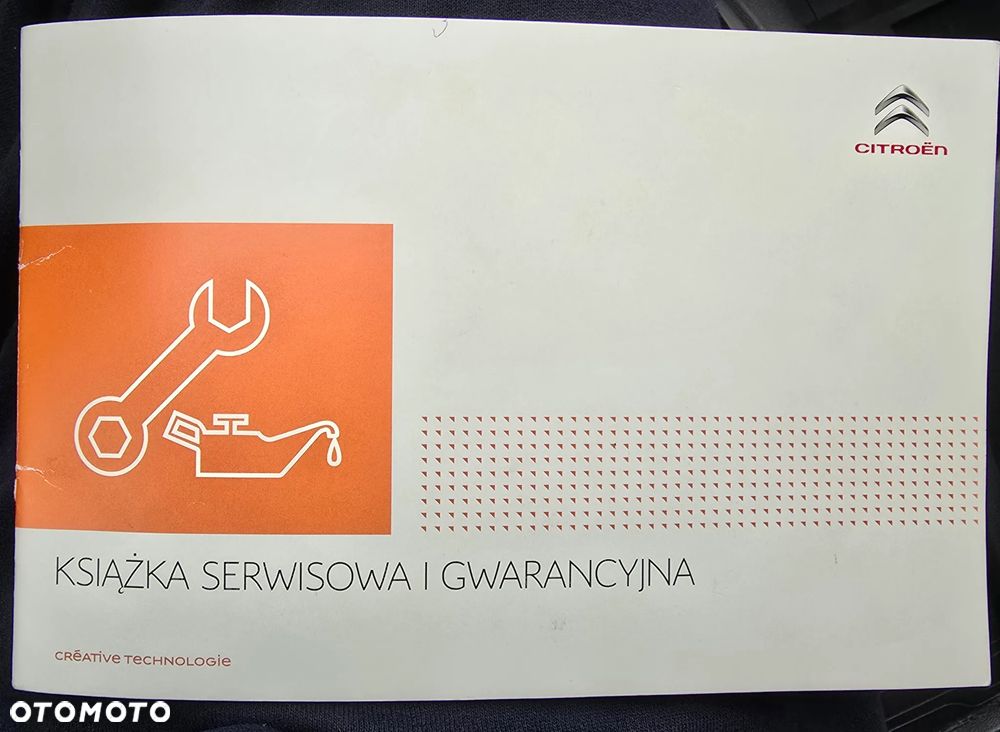 CITROËN
KSIĄŻKA SERWISOWA I GWARANCYJNA
CRÉATIVE TECHNOLOGIE
OTOMOTO